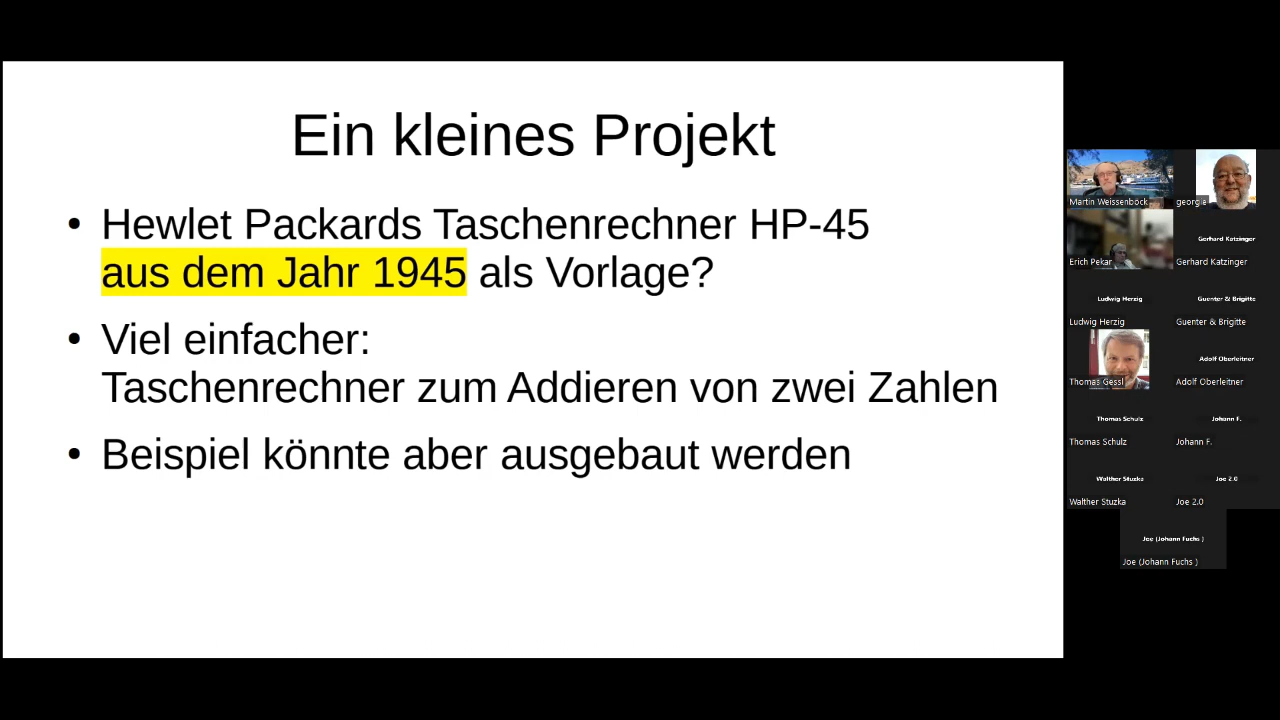 Ein kleines Projekt
• Hewlet Packards Taschenrechner HP-45
aus dem Jahr 1945 als Vorlage?
• Viel einfacher:
Taschenrechner zum Addieren von zwei Zahlen
• Beispiel könnte aber ausgebaut werden
Martin Weissenböck
georgie
Erich Pekar
Gerhard Katzinger
Gerhard Katzinger
Ludwig Herzig
Ludwig Herzig
Guenter & Brigitte
Guenter & Brigitte
Thomas Gessl
Adolf Oberleitner
Adolf Oberleitner
Thomas Schulz
Thomas Schulz
Johann F.
Johann F.
Walther Stuzka
Walther Stuzka
Joe 2.0
Joe 2.0
Joe (Johann Fuchs )
Joe (Johann Fuchs )